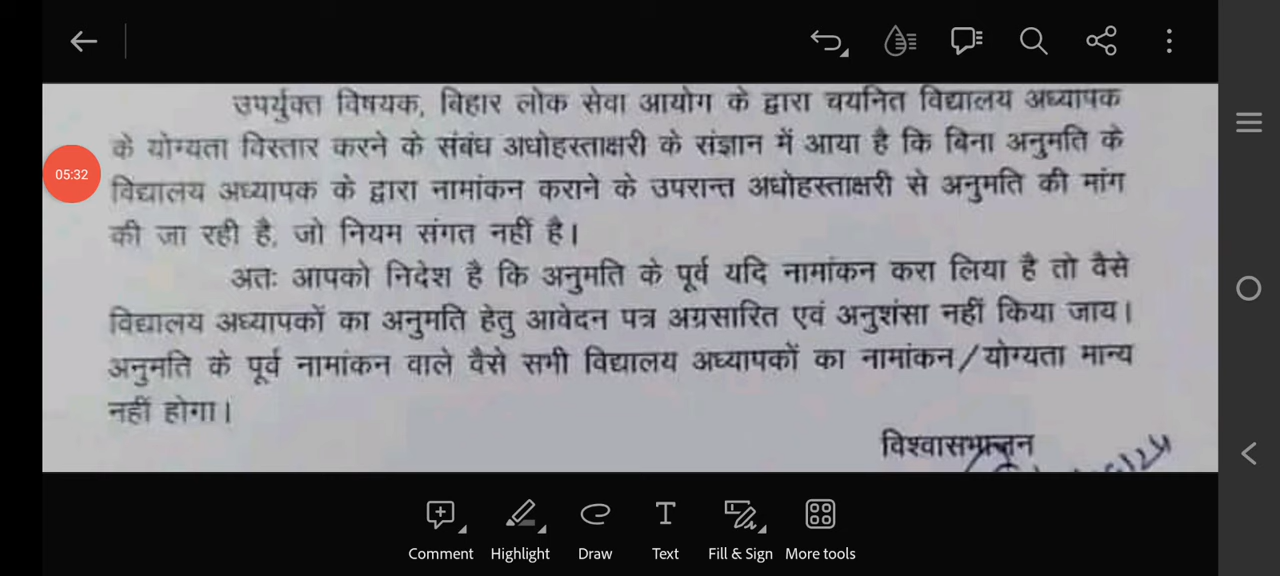 उपर्युक्त विषयक, बिहार लोक सेवा आयोग के द्वारा चयनित विद्यालय अध्यापक
के योग्यता विस्तार करने के संबंध अधोहस्ताक्षरी के संज्ञान में आया है कि बिना अनुमति के
05:32
विद्यालय अध्यापक के द्वारा नामांकन कराने के उपरान्त अधोहस्ताक्षरी से अनुमति की मांग
की जा रही है, जो नियम संगत नहीं है।
अतः आपको निदेश है कि अनुमति के पूर्व यदि नामांकन करा लिया है तो वैसे
विद्यालय अध्यापकों का अनुमति हेतु आवेदन पत्र अग्रसारित एवं अनुशंसा नहीं किया जाय।
अनुमति के पूर्व नामांकन वाले वैसे सभी विद्यालय अध्यापकों का नामांकन/योग्यता मान्य
नहीं होगा।
विश्वासभाजन
Comment Highlight Draw Text Fill & Sign More tools